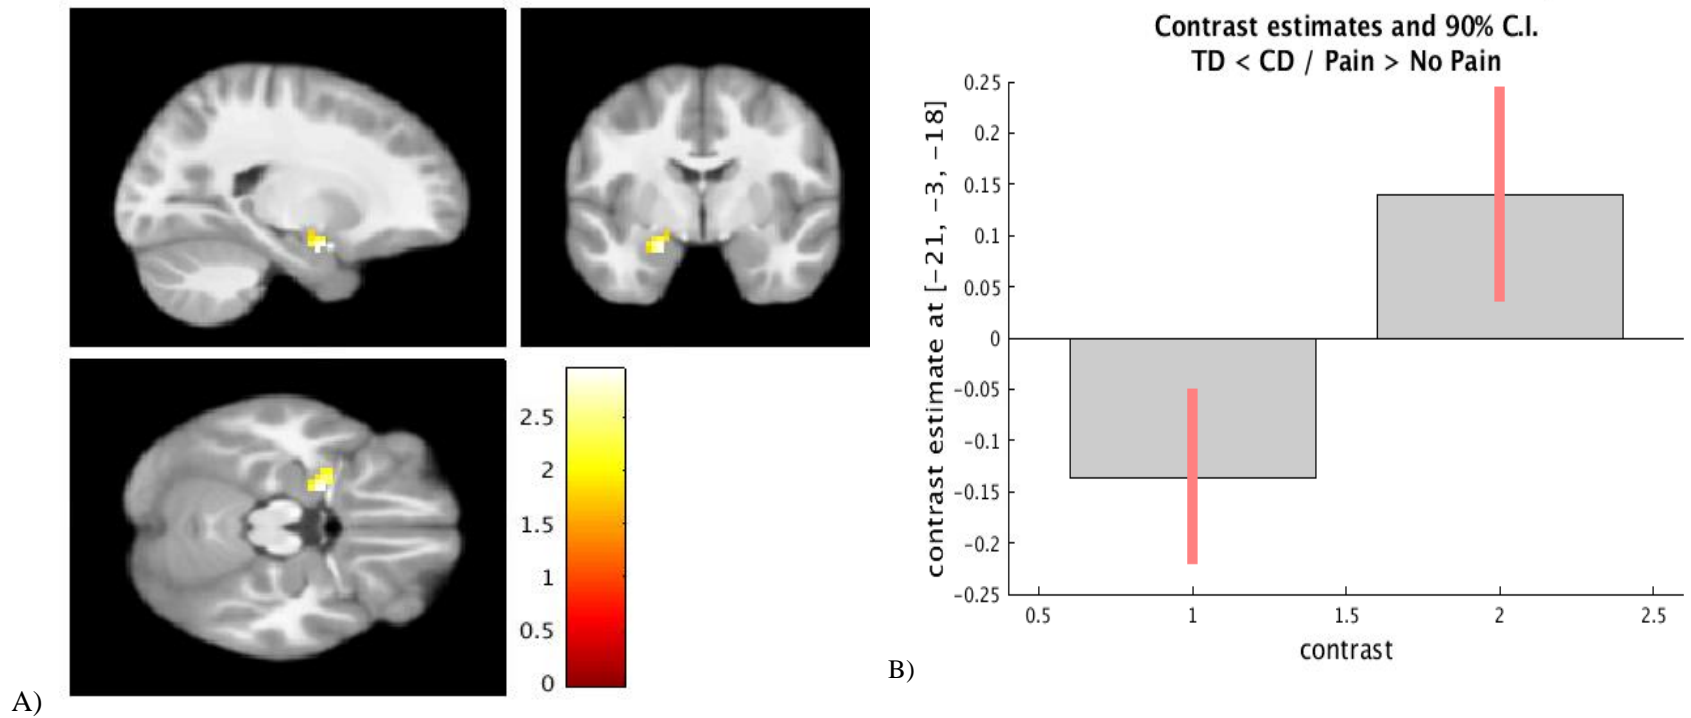 2.5
2
1.5
1
0.5
0
A)
Contrast estimates and 90% C.I.
TD < CD / Pain > No Pain
contrast estimate at [−21, −3, −18]
0.25
0.2
0.15
0.1
0.05
0
−0.05
−0.1
−0.15
−0.2
−0.25
0.5 1 1.5 2 2.5
contrast
B)